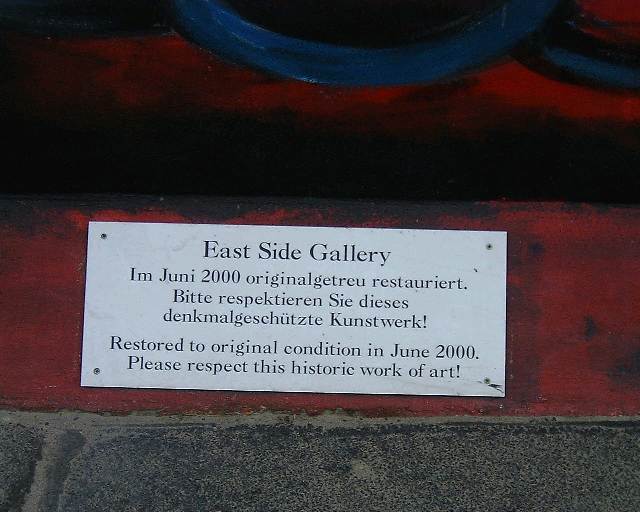 East Side Gallery
Im Juni 2000 originalgetreu restauriert.
Bitte respektieren Sie dieses
denkmalgeschützte Kunstwerk!
Restored to original condition in June 2000.
Please respect this historic work of art!